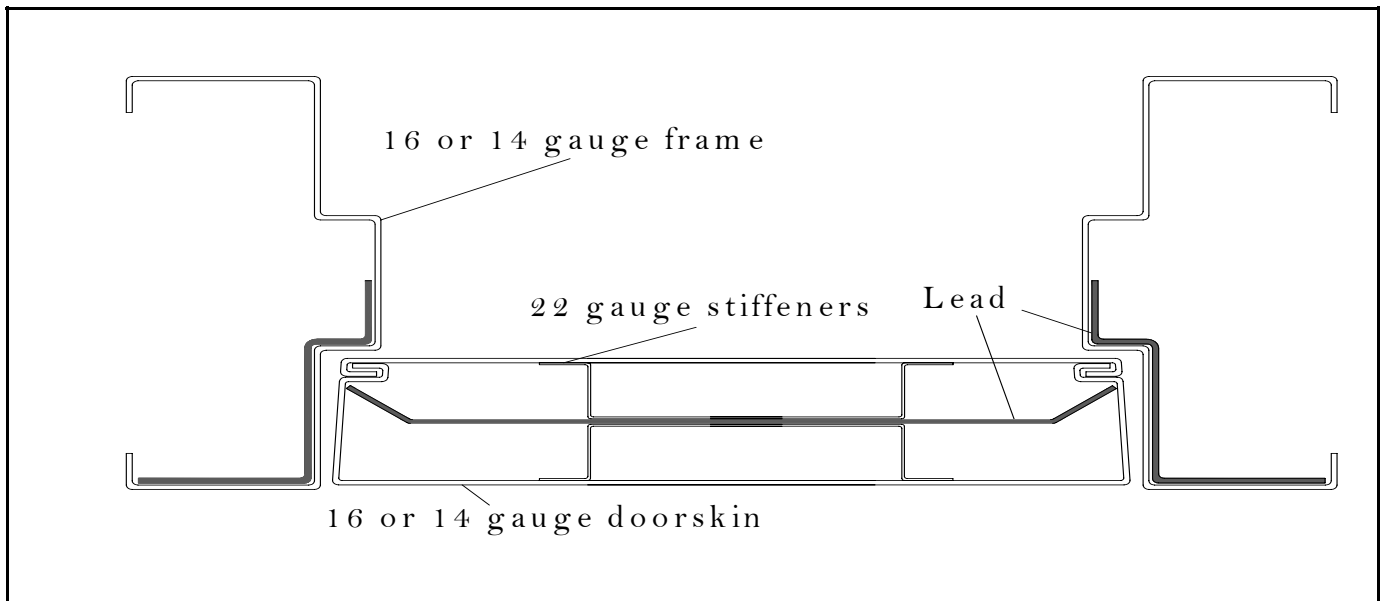 16 or 14 gauge frame
22 gauge stiffeners
Lead
16 or 14 gauge doorskin